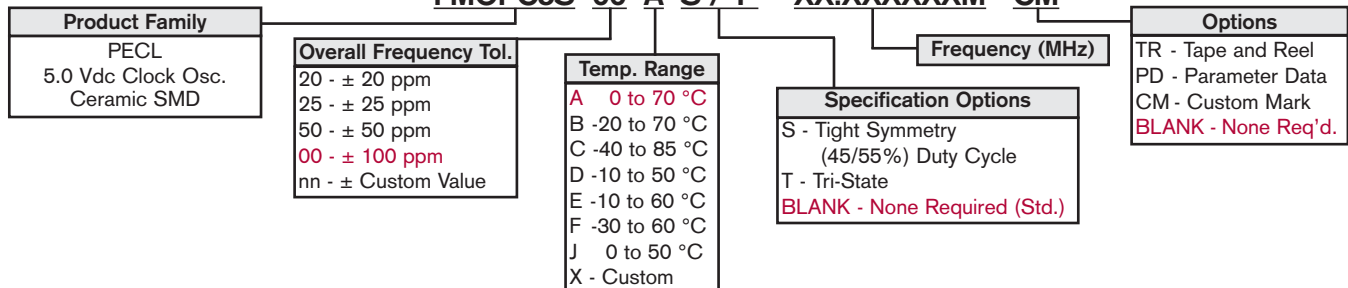 Product Family
PECL
5.0 Vdc Clock Osc.
Ceramic SMD
Overall Frequency Tol.
20 - ± 20 ppm
25 - ± 25 ppm
50 - ± 50 ppm
00 - ± 100 ppm
nn - ± Custom Value
Temp. Range
A 0 to 70 °C
B -20 to 70 °C
C -40 to 85 °C
D -10 to 50 °C
E -10 to 60 °C
F -30 to 60 °C
J 0 to 50 °C
X - Custom
Specification Options
S - Tight Symmetry
(45/55%) Duty Cycle
T - Tri-State
BLANK - None Required (Std.)
Frequency (MHz)
Options
TR - Tape and Reel
PD - Parameter Data
CM - Custom Mark
BLANK - None Req'd.